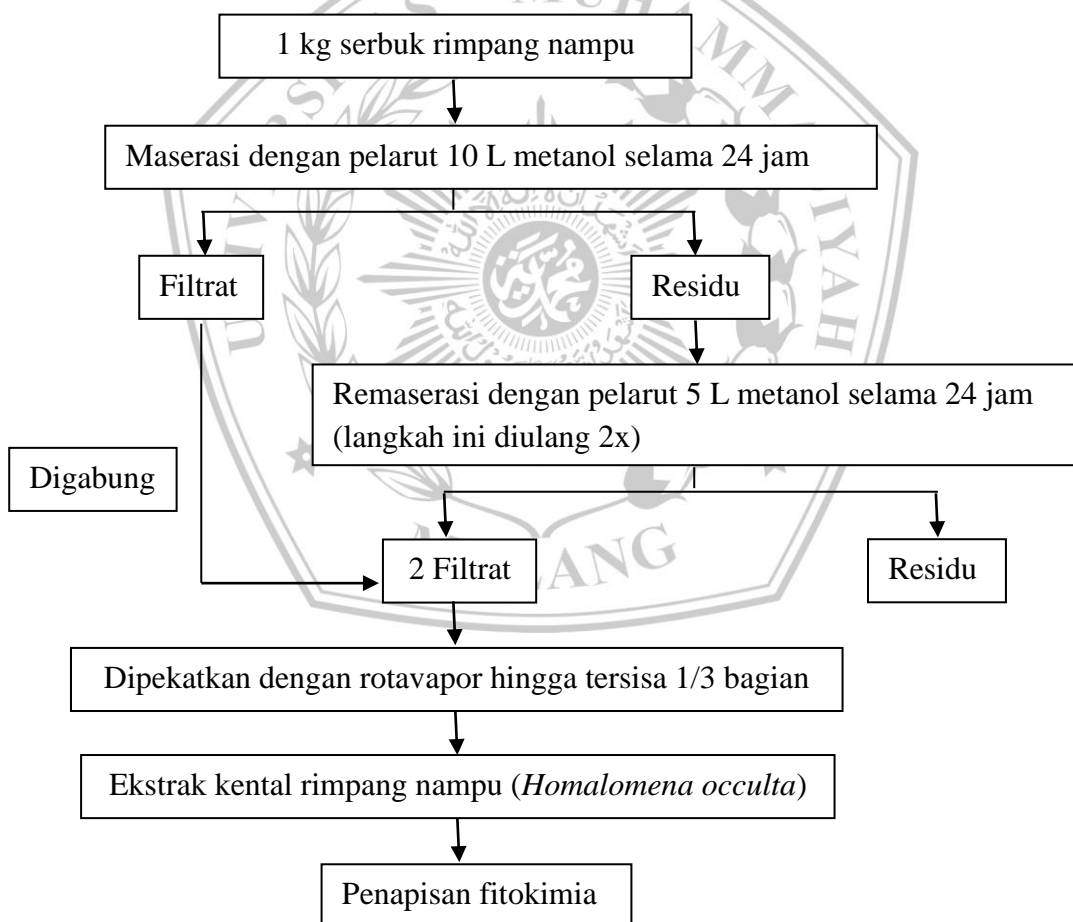 1 kg serbuk rimpang nampu
Maserasi dengan pelarut 10 L metanol selama 24 jam
Filtrat
Residu
Remaserasi dengan pelarut 5 L metanol selama 24 jam
(langkah ini diulang 2x)
Digabung
2 Filtrat
Residu
Dipekatkan dengan rotavapor hingga tersisa 1/3 bagian
Ekstrak kental rimpang nampu (Homalomena occulta)
Penapisan fitokimia